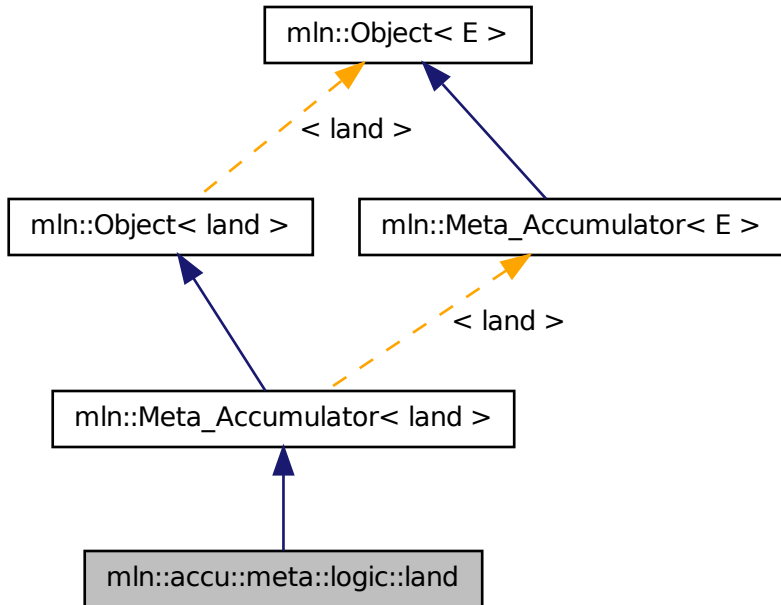 mln::Object< E >
< land >
mln::Object< land >
mln::Meta_Accumulator< E >
< land >
mln::Meta_Accumulator< land >
mln::accu::meta::logic::land